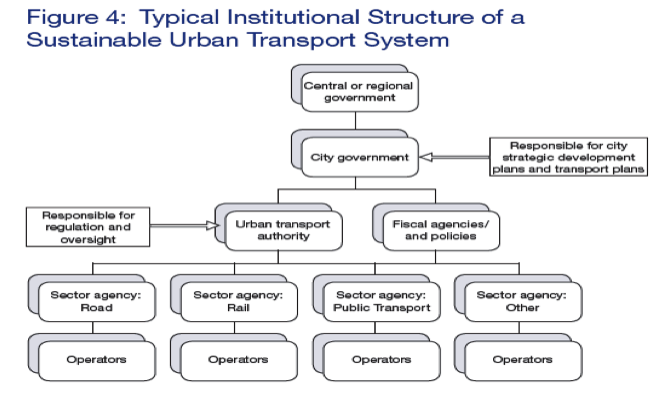 Figure 4: Typical Institutional Structure of a
Sustainable Urban Transport System
Central or regional
government
City government
Responsible for city
strategic development
plans and transport plans
Responsible for
regulation and
oversight
Urban transport
authority
Fiscal agencies/
and policies
Sector agency:
Road
Sector agency:
Rail
Sector agency:
Public Transport
Sector agency:
Other
Operators
Operators
Operators
Operators